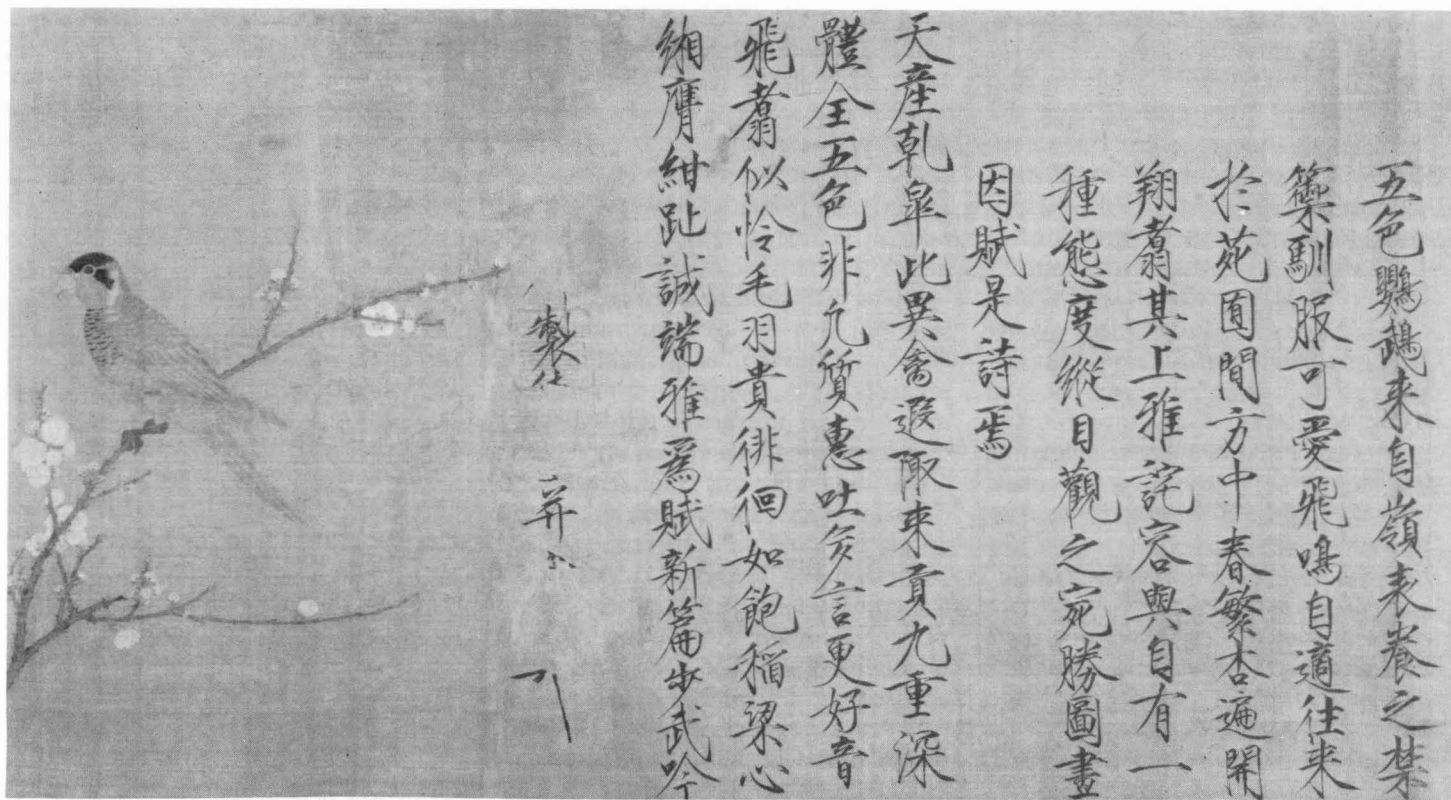 五色鸚鵡来自嶺表養之禁
籞馴服可愛飛鳴自適往来
於苑囿間方中春繁杏遍開
翔翥其上雅詫容與自有一
種態度縱目觀之宛勝圖畫
因賦是詩焉
天產乾皐此異禽遐陬来貢九重深
體全五色非凡質惠吐多言更好音
飛翥似怜毛羽貴徘徊如飽稻粱心
緗膺紺趾誠端雅爲賦新篇步武吟
製